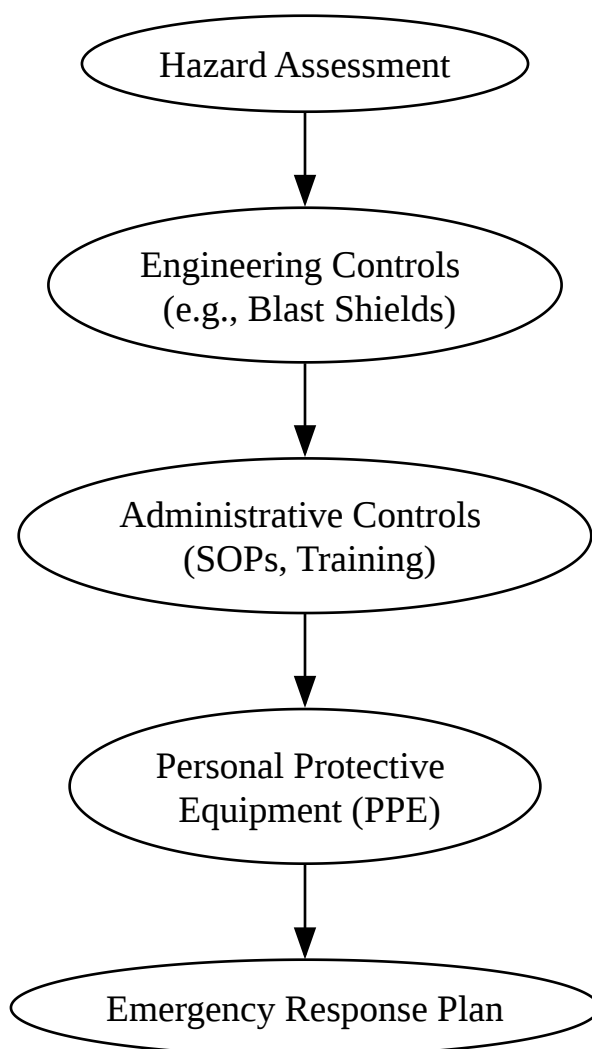 Hazard Assessment
Engineering Controls
(e.g., Blast Shields)
Administrative Controls
(SOPs, Training)
Personal Protective
Equipment (PPE)
Emergency Response Plan